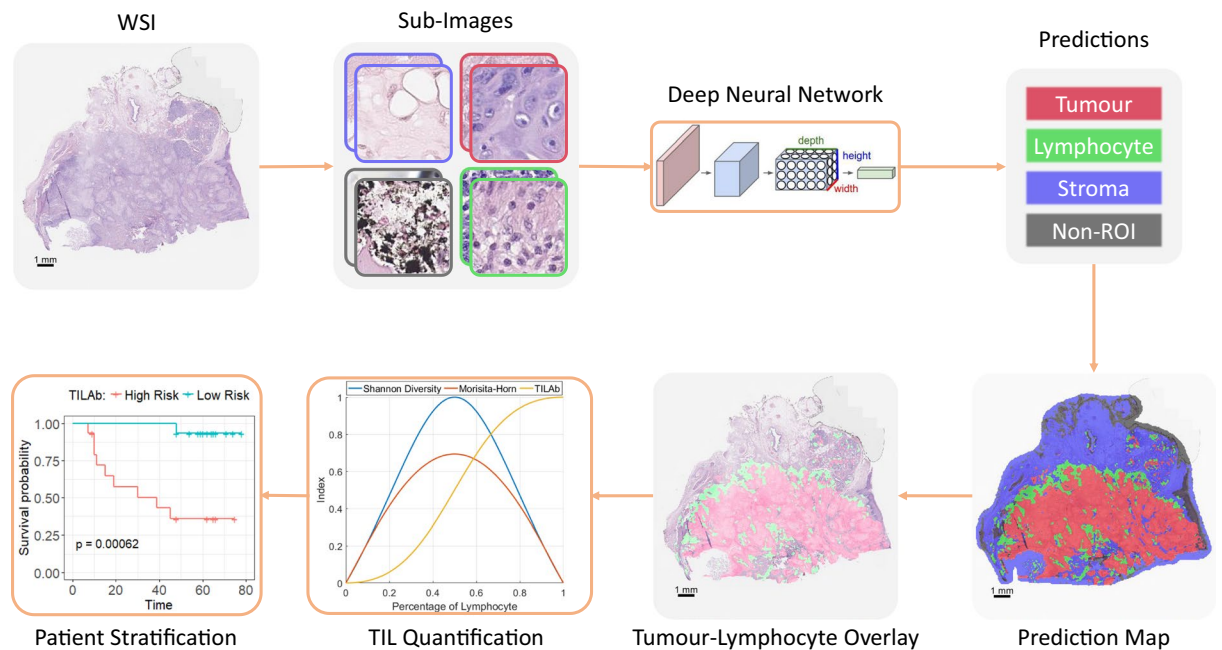 WSI
Sub-Images
Deep Neural Network
Predictions
depth
height
width
Tumour
Lymphocyte
Stroma
Non-ROI
1 mm
TILAb: High Risk Low Risk
1.00
0.75
0.50
0.25
0.00
Survival probability
p = 0.00062
0 20 40 60 80
Time
Shannon Diversity Morisita-Horn TILAb
1
0.8
0.6
0.4
0.2
0
Index
0 0.2 0.4 0.6 0.8 1
Percentage of Lymphocyte
1 mm
1 mm
Patient Stratification
TIL Quantification
Tumour-Lymphocyte Overlay
Prediction Map